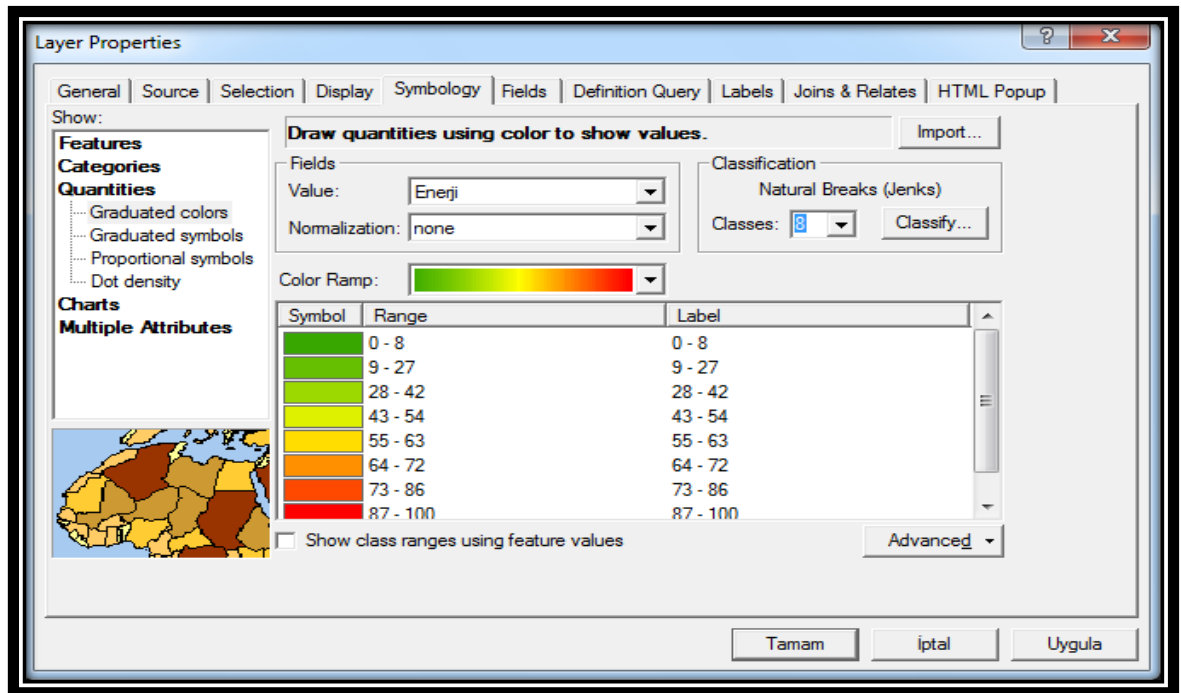 Layer Properties
General Source Selection Display Symbology Fields Definition Query Labels Joins & Relates HTML Popup
Show:
Features
Categories
Quantities
Graduated colors
Graduated symbols
Proportional symbols
Dot density
Charts
Multiple Attributes
Draw quantities using color to show values.
Import...
Fields
Value: Enerji
Normalization: none
Classification
Natural Breaks (Jenks)
Classes: 8 Classify...
Color Ramp:
Symbol Range Label
0 - 8 0 - 8
9 - 27 9 - 27
28 - 42 28 - 42
43 - 54 43 - 54
55 - 63 55 - 63
64 - 72 64 - 72
73 - 86 73 - 86
87 - 100 87 - 100
Show class ranges using feature values
Advanced
Tamam İptal Uygula